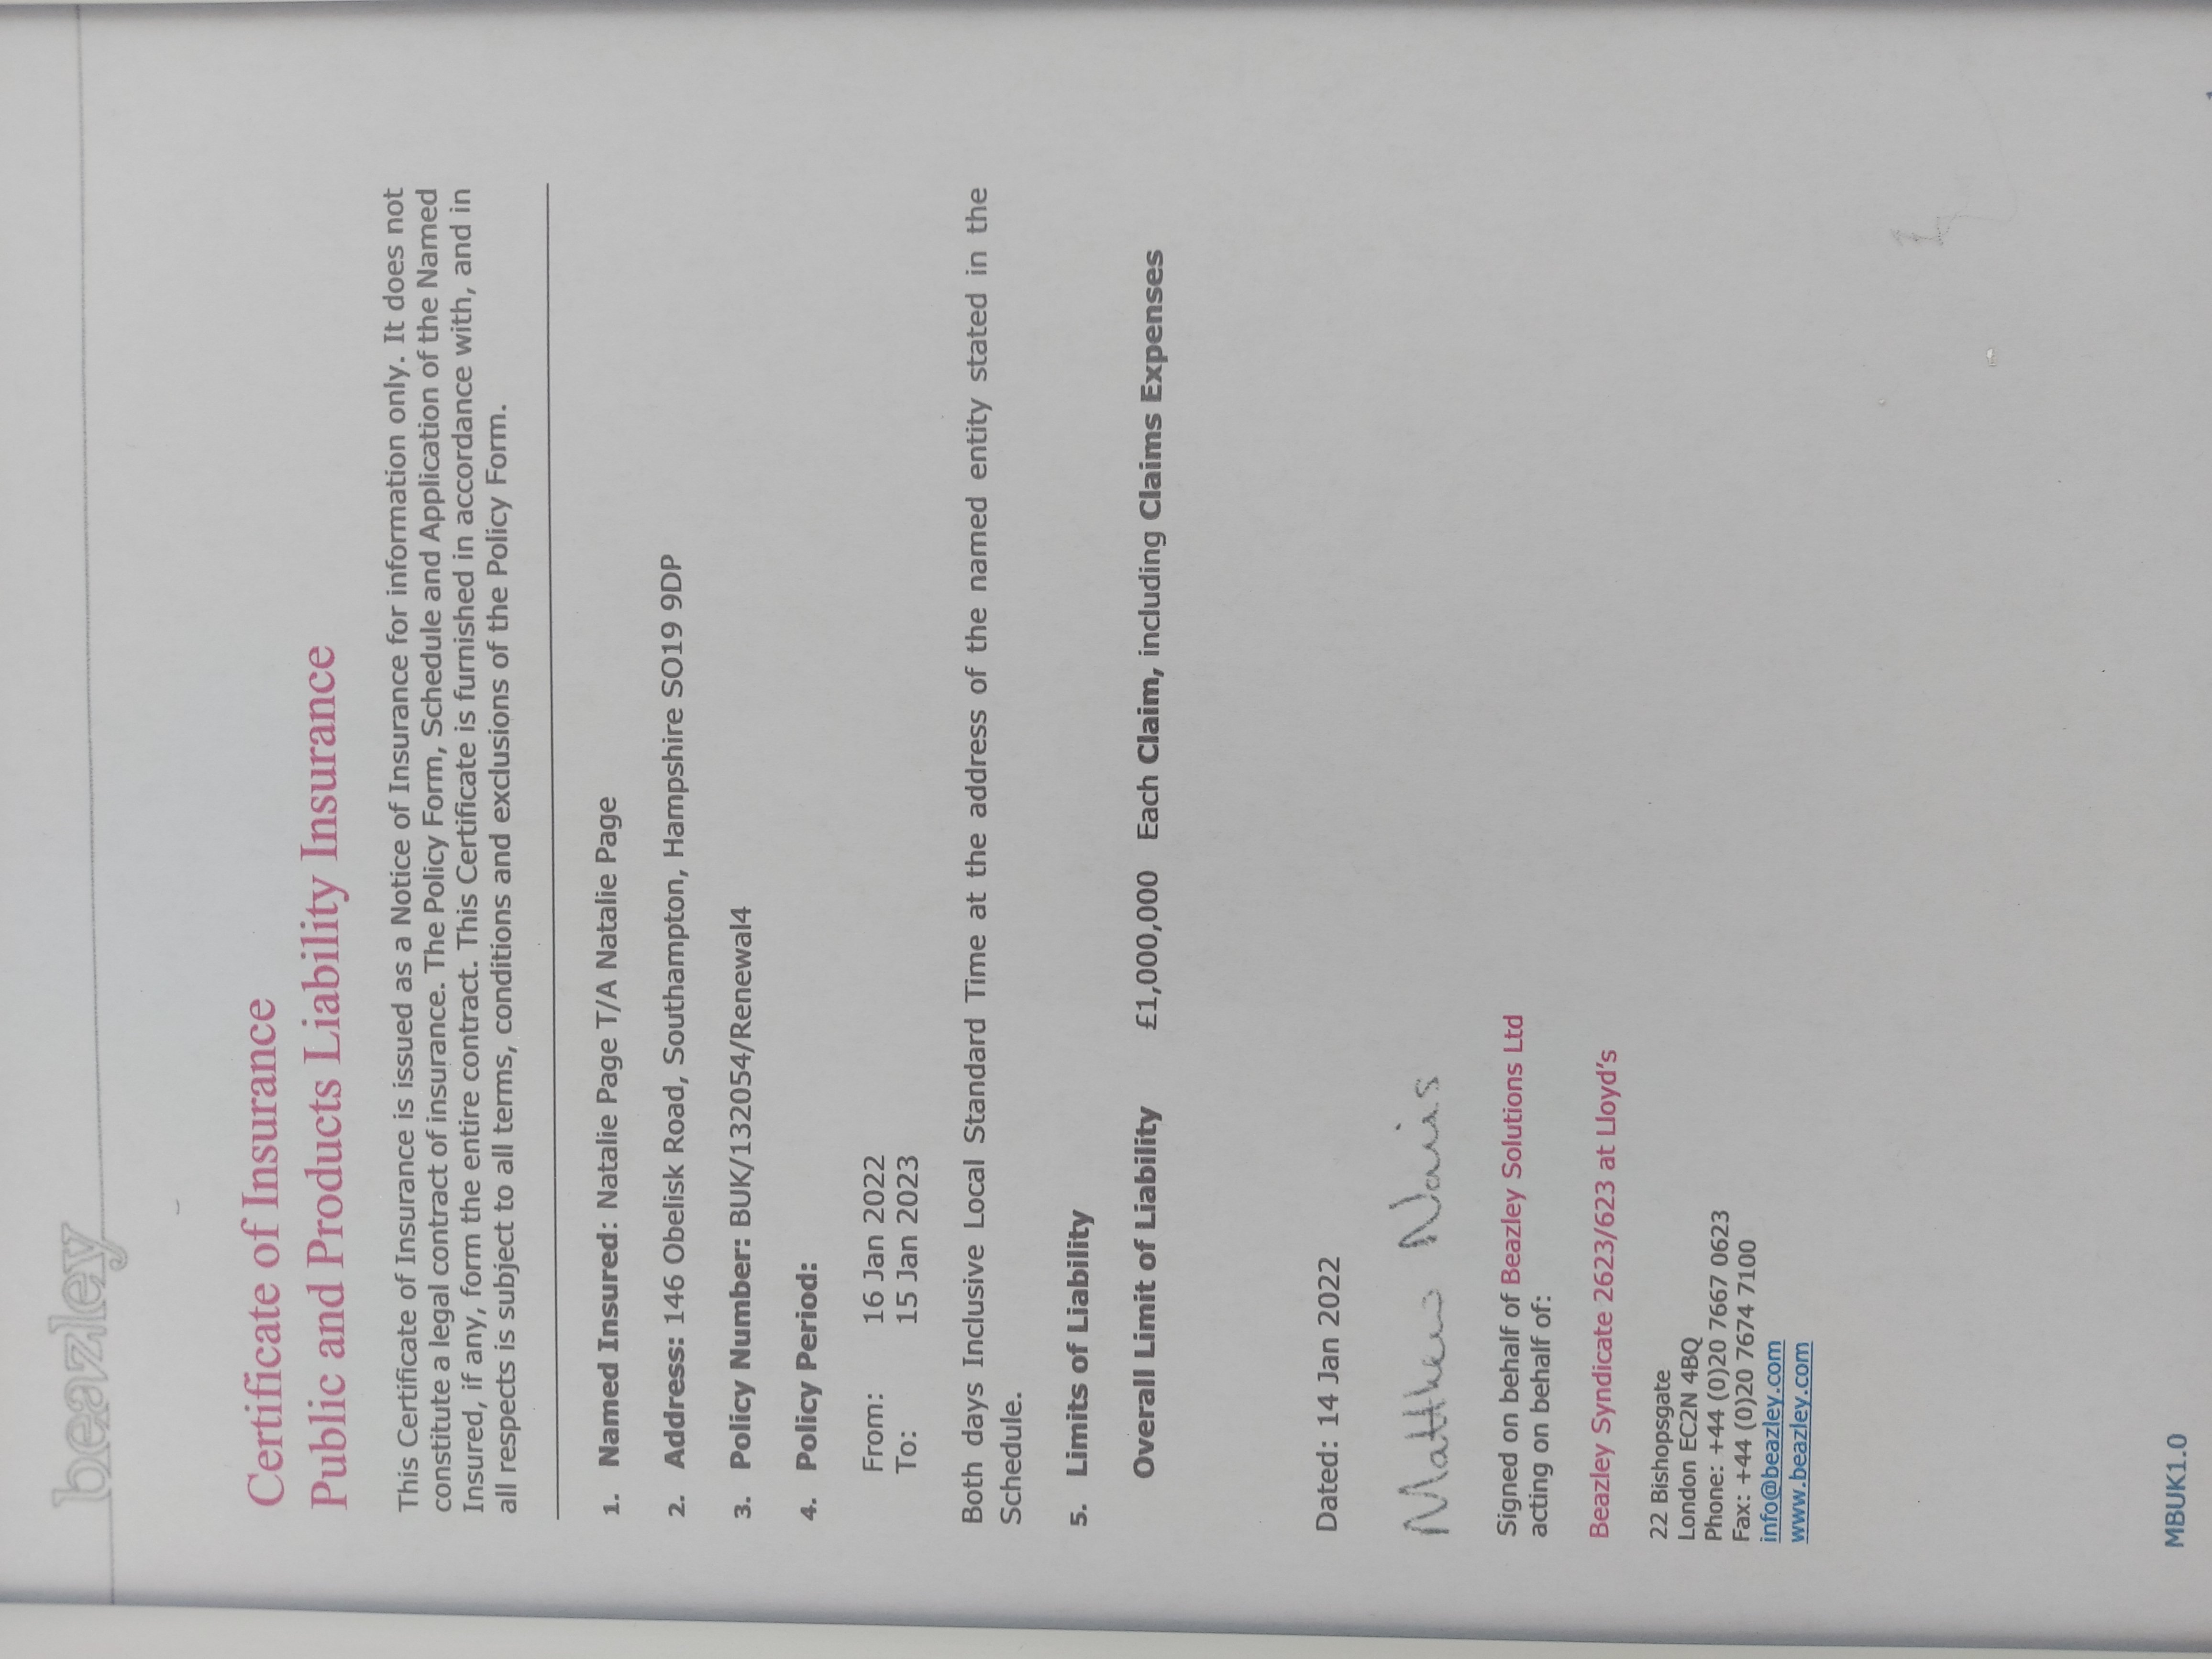 beazley
Certificate of Insurance
Public and Products Liability Insurance
This Certificate of Insurance is issued as a Notice of Insurance for information only. It does not
constitute a legal contract of insurance. The Policy Form, Schedule and Application of the Named
Insured, if any, form the entire contract. This Certificate is furnished in accordance with, and in
all respects is subject to all terms, conditions and exclusions of the Policy Form.
1. Named Insured: Natalie Page T/A Natalie Page
2. Address: 146 Obelisk Road, Southampton, Hampshire SO19 9DP
3. Policy Number: BUK/132054/Renewal4
4. Policy Period:
From: 16 Jan 2022
To: 15 Jan 2023
Both days Inclusive Local Standard Time at the address of the named entity stated in the
Schedule.
5. Limits of Liability
Overall Limit of Liability £1,000,000 Each Claim, including Claims Expenses
Dated: 14 Jan 2022
Matthew
Signed on behalf of Beazley Solutions Ltd
acting on behalf of:
Beazley Syndicate 2623/623 at Lloyd's
22 Bishopsgate
London EC2N 4BQ
Phone: +44 (0)20 7667 0623
Fax: +44 (0)20 7674 7100
info@beazley.com
www.beazley.com
MBUK1.0